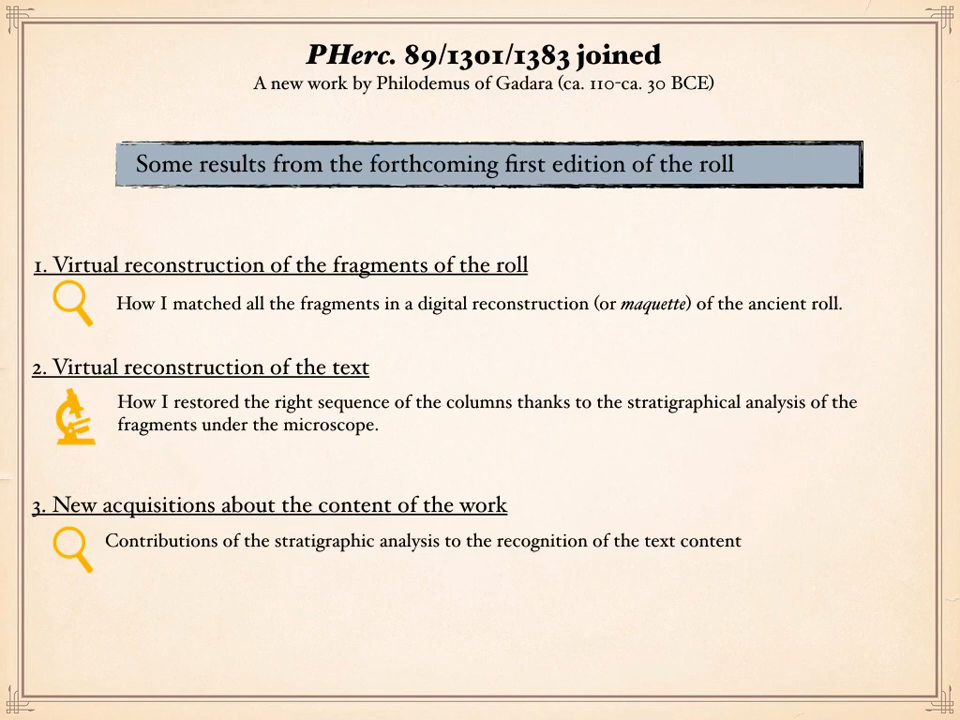 PHerc. 89/1301/1383 joined
A new work by Philodemus of Gadara (ca. 110-ca. 30 BCE)
Some results from the forthcoming first edition of the roll
1. Virtual reconstruction of the fragments of the roll
How I matched all the fragments in a digital reconstruction (or maquette) of the ancient roll.
2. Virtual reconstruction of the text
How I restored the right sequence of the columns thanks to the stratigraphical analysis of the
fragments under the microscope.
3. New acquisitions about the content of the work
Contributions of the stratigraphic analysis to the recognition of the text content